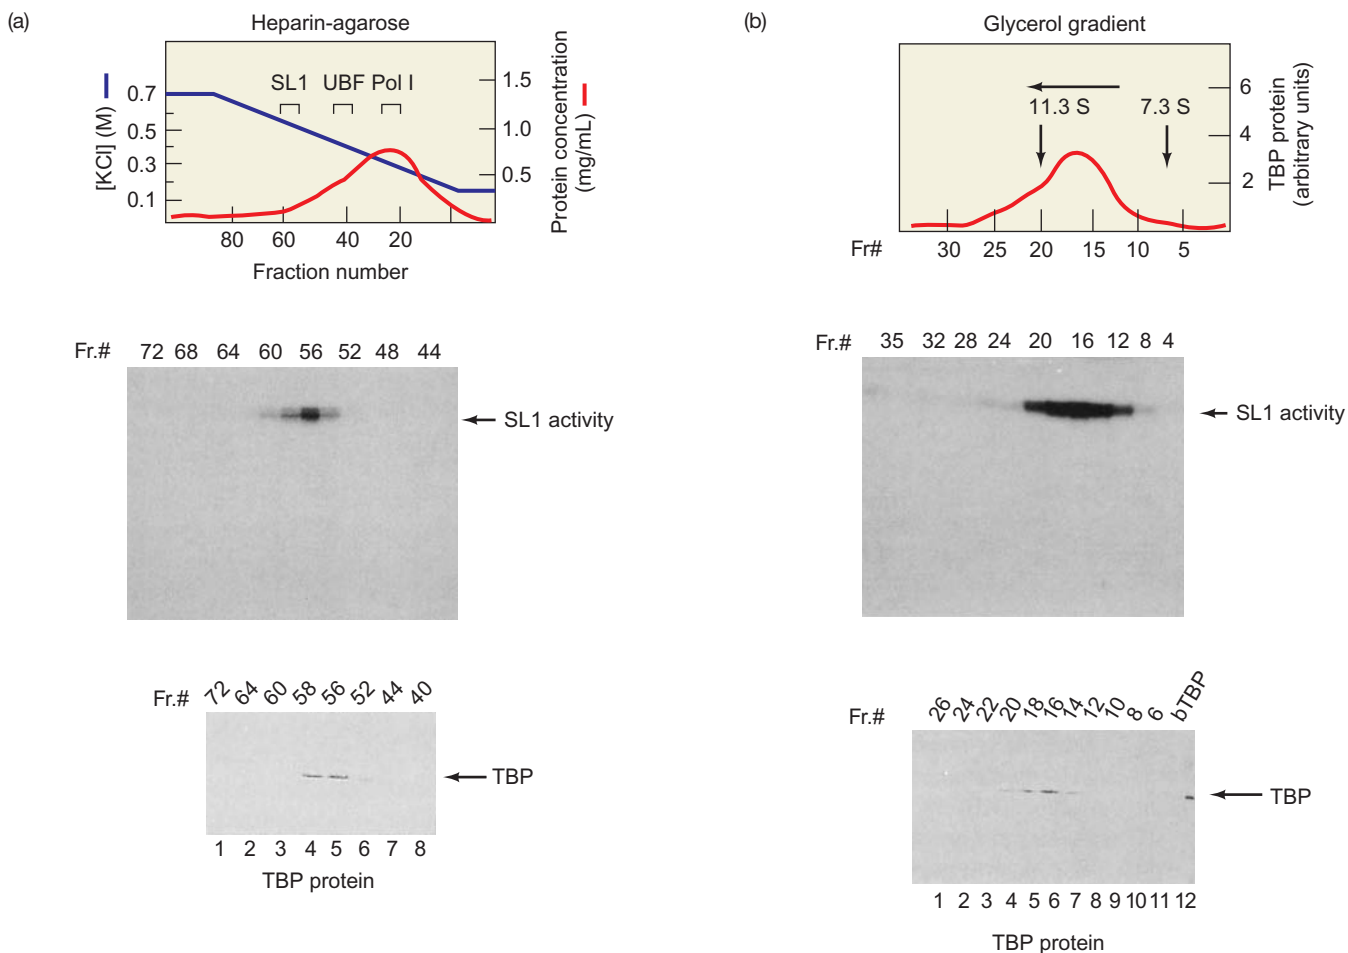 (a)
Heparin-agarose
[KCl] (M)
0.7
0.5
0.3
0.1
SL1 UBF Pol I
1.5
1.0
0.5
Protein concentration
(mg/mL)
80 60 40 20
Fraction number
Fr.# 72 68 64 60 56 52 48 44
SL1 activity
Fr.# 72 64 60 58 56 52 44 40
TBP
1 2 3 4 5 6 7 8
TBP protein
(b)
Glycerol gradient
11.3 S 7.3 S
6
4
2
TBP protein
(arbitrary units)
Fr# 30 25 20 15 10 5
Fr.# 35 32 28 24 20 16 12 8 4
SL1 activity
Fr.# 26 24 22 20 18 16 14 12 10 8 6 bTBP
TBP
1 2 3 4 5 6 7 8 9 10 11 12
TBP protein